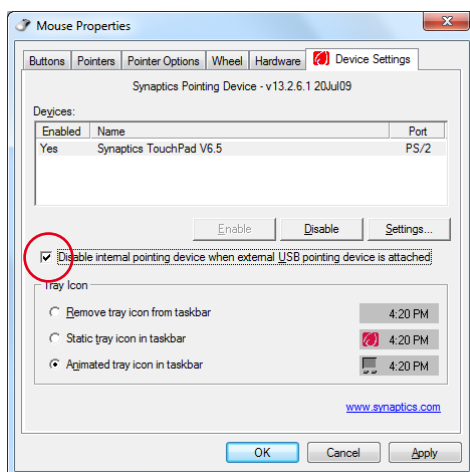 Mouse Properties
Buttons Pointers Pointer Options Wheel Hardware Device Settings
Synaptics Pointing Device - v13.2.6.1 20Jul09
Devices:
Enabled Name Port
Yes Synaptics TouchPad V6.5 PS/2
Enable Disable Settings...
Disable internal pointing device when external USB pointing device is attached
Tray Icon
Remove tray icon from taskbar 4:20 PM
Static tray icon in taskbar 4:20 PM
Animated tray icon in taskbar 4:20 PM
www.synaptics.com
OK Cancel Apply